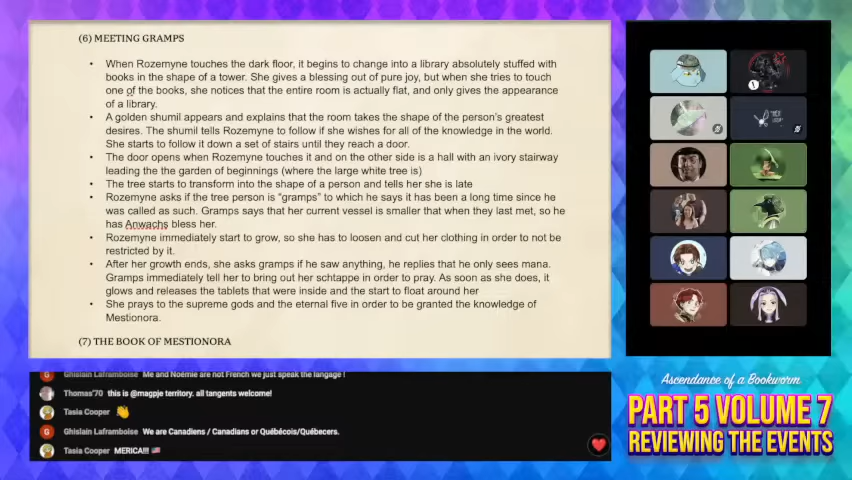 (6) MEETING GRAMPS
When Rozemyne touches the dark floor, it begins to change into a library absolutely stuffed with
books in the shape of a tower. She gives a blessing out of pure joy, but when she tries to touch
one of the books, she notices that the entire room is actually flat, and only gives the appearance
of a library.
A golden shumil appears and explains that the room takes the shape of the person's greatest
desires. The shumil tells Rozemyne to follow if she wishes for all of the knowledge in the world.
She starts to follow it down a set of stairs until they reach a door.
The door opens when Rozemyne touches it and on the other side is a hall with an ivory stairway
leading the the garden of beginnings (where the large white tree is)
The tree starts to transform into the shape of a person and tells her she is late
Rozemyne asks if the tree person is "gramps" to which he says it has been a long time since he
was called as such. Gramps says that her current vessel is smaller that when they last met, so he
has Anwachs bless her.
Rozemyne immediately start to grow, so she has to loosen and cut her clothing in order to not be
restricted by it.
After her growth ends, she asks gramps if he saw anything, he replies that he only sees mana.
Gramps immediately tell her to bring out her schtappe in order to pray. As soon as she does, it
glows and releases the tablets that were inside and the start to float around her
She prays to the supreme gods and the eternal five in order to be granted the knowledge of
Mestionora.
(7) THE BOOK OF MESTIONORA
Ghislain Laframboise Me and Noémie are not French we just speak the langage !
Thomas'70 this is @magpje territory. all tangents welcome!
Tasia Cooper 👏
Ghislain Laframboise We are Canadiens / Canadians or Québécois/Québecers.
Tasia Cooper MERICA!!! 🇺🇸
Ascendance of a Bookworm
PART 5 VOLUME 7
REVIEWING THE EVENTS